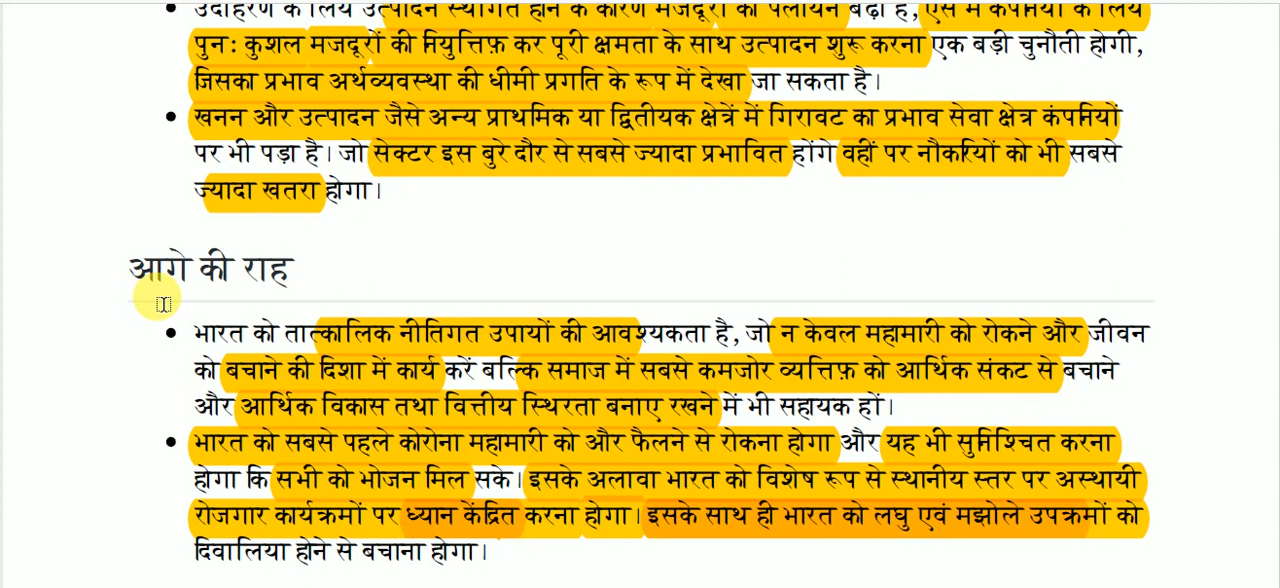 उदाहरण के लिये उत्पादन स्थगित होने के कारण मजदूरों का पलायन बढ़ा है, ऐसे में कंपनियों के लिये
पुनः कुशल मजदूरों की नियुत्तिफ़ कर पूरी क्षमता के साथ उत्पादन शुरू करना एक बड़ी चुनौती होगी,
जिसका प्रभाव अर्थव्यवस्था की धीमी प्रगति के रूप में देखा जा सकता है।
• खनन और उत्पादन जैसे अन्य प्राथमिक या द्वितीयक क्षेत्रें में गिरावट का प्रभाव सेवा क्षेत्र कंपनियों
पर भी पड़ा है। जो सेक्टर इस बुरे दौर से सबसे ज्यादा प्रभावित होंगे वहीं पर नौकरियों को भी सबसे
ज्यादा खतरा होगा।
आगे की राह
• भारत को तात्कालिक नीतिगत उपायों की आवश्यकता है, जो न केवल महामारी को रोकने और जीवन
को बचाने की दिशा में कार्य करें बल्कि समाज में सबसे कमजोर व्यत्तिफ़ को आर्थिक संकट से बचाने
और आर्थिक विकास तथा वित्तीय स्थिरता बनाए रखने में भी सहायक हों।
• भारत को सबसे पहले कोरोना महामारी को और फैलने से रोकना होगा और यह भी सुनिश्चित करना
होगा कि सभी को भोजन मिल सके। इसके अलावा भारत को विशेष रूप से स्थानीय स्तर पर अस्थायी
रोजगार कार्यक्रमों पर ध्यान केंद्रित करना होगा। इसके साथ ही भारत को लघु एवं मझोले उपक्रमों को
दिवालिया होने से बचाना होगा।